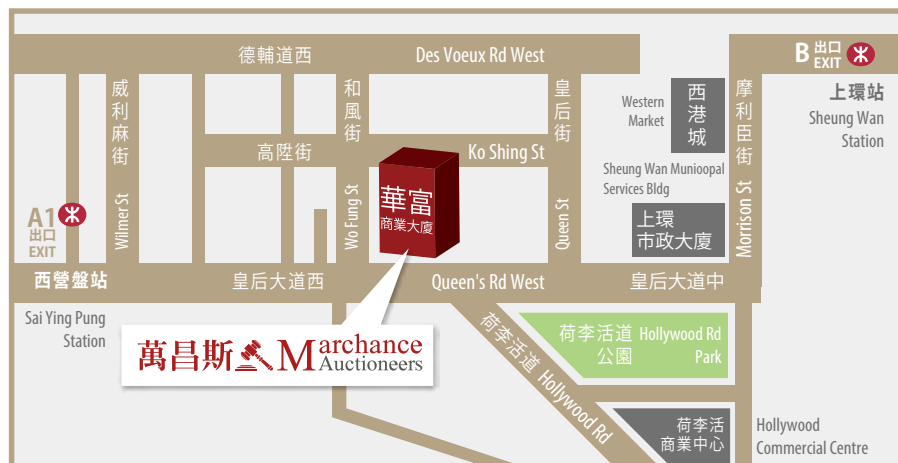 德輔道西 Des Voeux Rd West
B 出口 EXIT
上環站
Sheung Wan
Station
威利麻街 Wilmer St
和風街 Wo Fung St
皇后街 Queen St
摩利臣街 Morrison St
Western
Market
西港城
高陞街 Ko Shing St
Sheung Wan Munioopal
Services Bldg
上環
市政大廈
華富
商業大廈
A1
出口
EXIT
西營盤站
Sai Ying Pung
Station
皇后大道西 Queen's Rd West
皇后大道中
萬昌斯 Marchance
Auctioneers
荷李活道 Hollywood Rd
荷李活道 Hollywood Rd
公園 Park
荷李活
商業中心
Hollywood
Commercial Centre